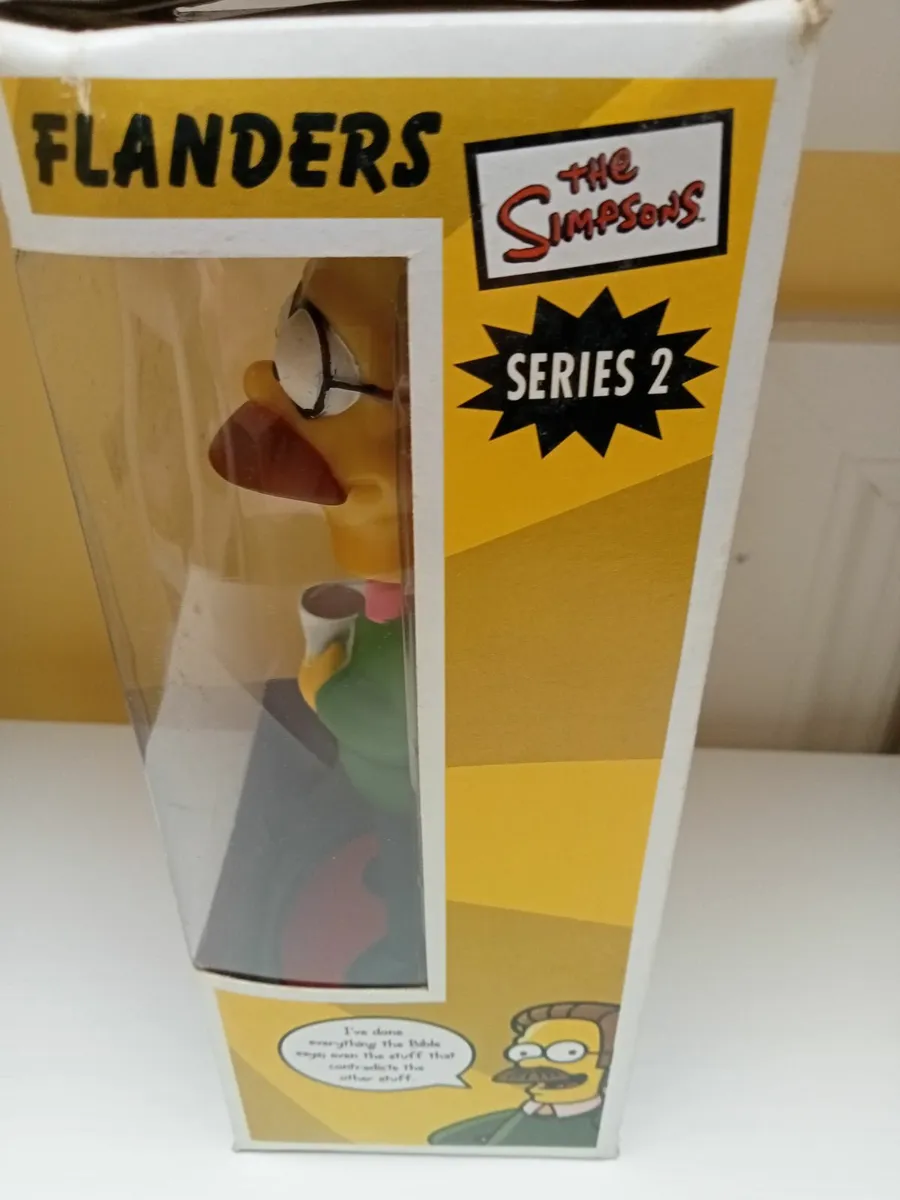 FLANDERS
THE
SIMPSONS
SERIES 2
I've done
everything the Bible
says; even the stuff that
contradicts the
other stuff.